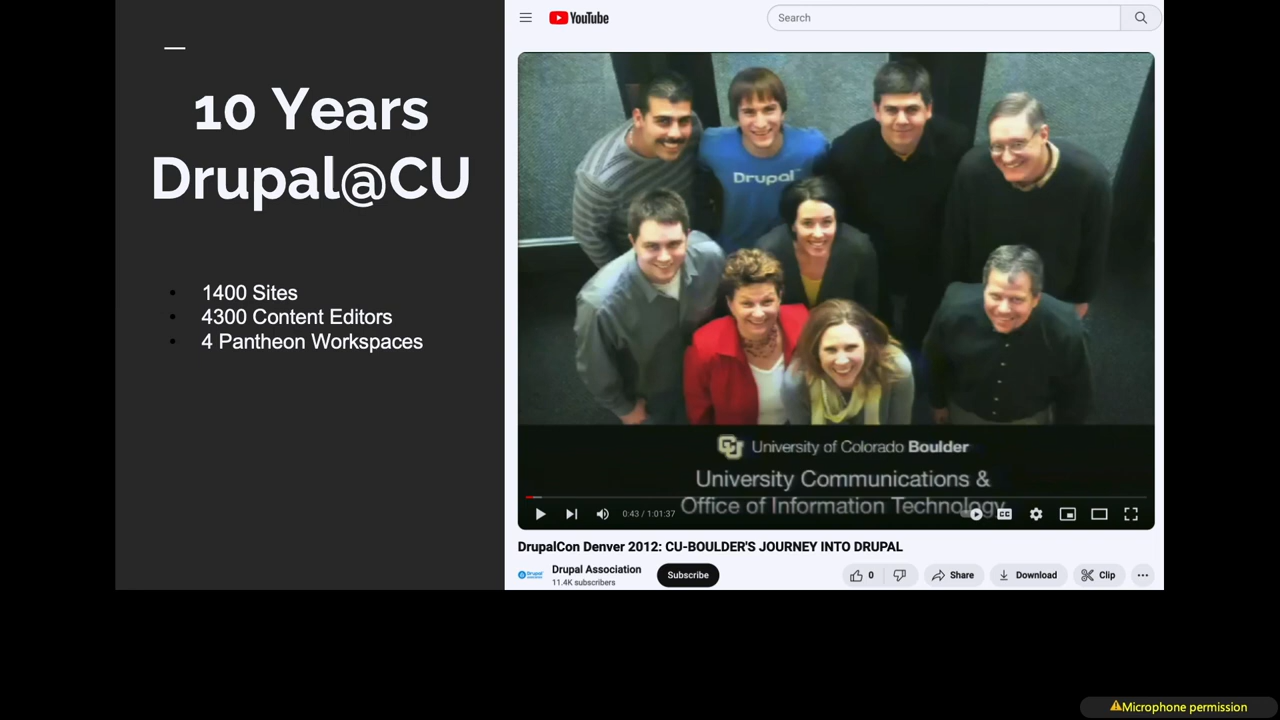 10 Years
Drupal@CU
• 1400 Sites
• 4300 Content Editors
• 4 Pantheon Workspaces
YouTube
Search
Drupal
University of Colorado Boulder
University Communications &
Office of Information Technology
0:43 / 1:01:37
CC
DrupalCon Denver 2012: CU-BOULDER'S JOURNEY INTO DRUPAL
Drupal Association
11.4K subscribers
Subscribe
0
Share
Download
Clip
Microphone permission